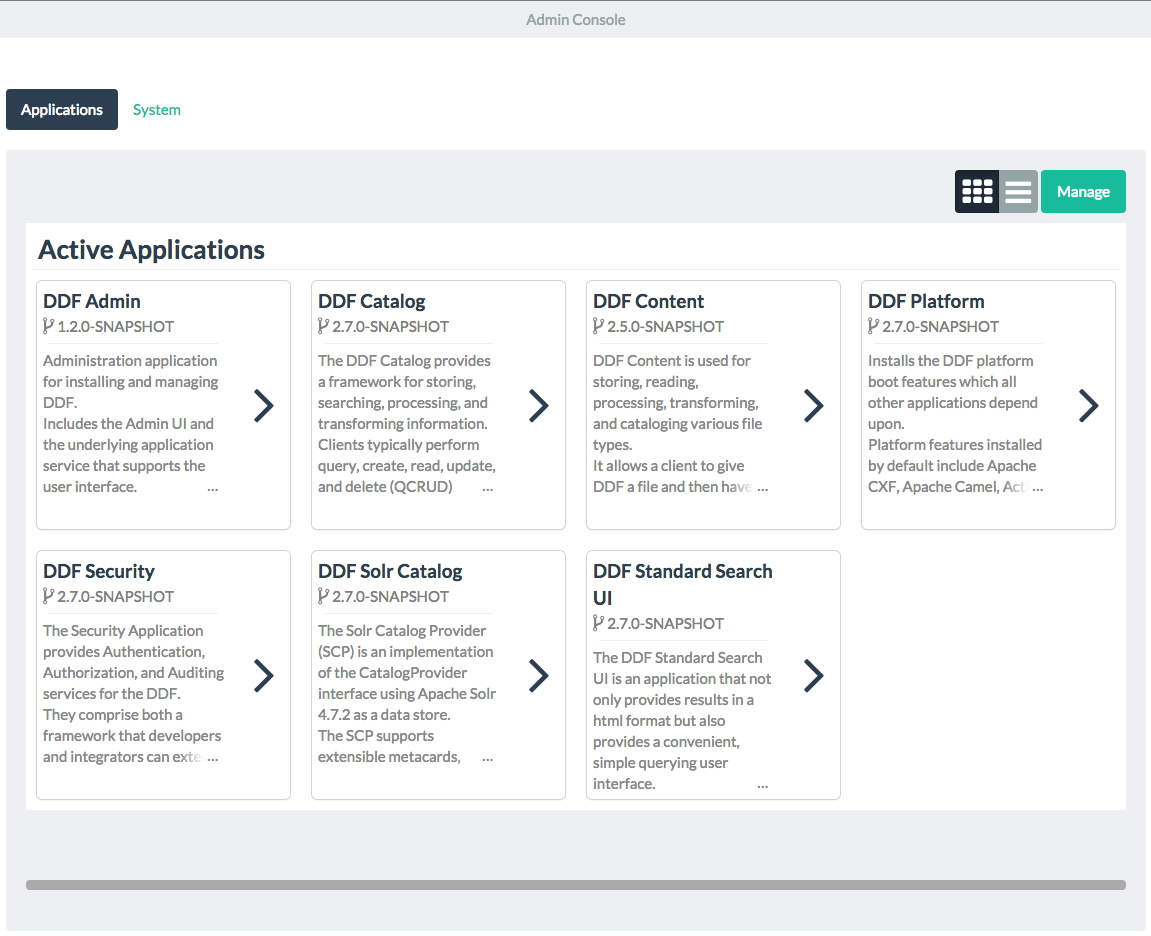 Admin Console
Applications
System
Manage
Active Applications
DDF Admin
1.2.0-SNAPSHOT
Administration application
for installing and managing
DDF.
Includes the Admin UI and
the underlying application
service that supports the
user interface. ...
DDF Catalog
2.7.0-SNAPSHOT
The DDF Catalog provides
a framework for storing,
searching, processing, and
transforming information.
Clients typically perform
query, create, read, update,
and delete (QCRUD) ...
DDF Content
2.5.0-SNAPSHOT
DDF Content is used for
storing, reading,
processing, transforming,
and cataloging various file
types.
It allows a client to give
DDF a file and then have ...
DDF Platform
2.7.0-SNAPSHOT
Installs the DDF platform
boot features which all
other applications depend
upon.
Platform features installed
by default include Apache
CXF, Apache Camel, Acti ...
DDF Security
2.7.0-SNAPSHOT
The Security Application
provides Authentication,
Authorization, and Auditing
services for the DDF.
They comprise both a
framework that developers
and integrators can exte ...
DDF Solr Catalog
2.7.0-SNAPSHOT
The Solr Catalog Provider
(SCP) is an implementation
of the CatalogProvider
interface using Apache Solr
4.7.2 as a data store.
The SCP supports
extensible metacards, ...
DDF Standard Search
UI
2.7.0-SNAPSHOT
The DDF Standard Search
UI is an application that not
only provides results in a
html format but also
provides a convenient,
simple querying user
interface. ...